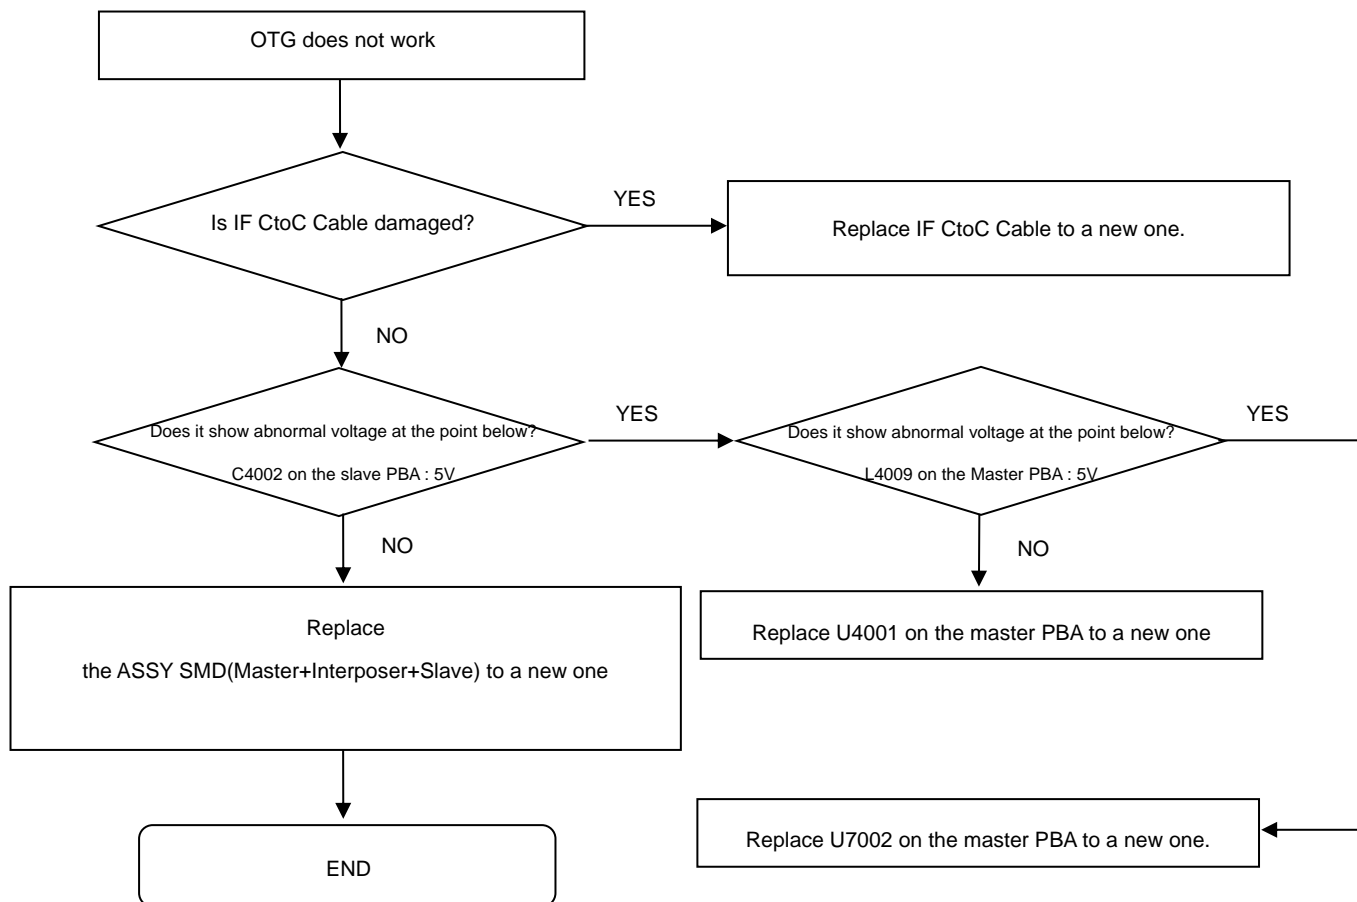 OTG does not work
Is IF CtoC Cable damaged?
YES
Replace IF CtoC Cable to a new one.
NO
Does it show abnormal voltage at the point below?
C4002 on the slave PBA : 5V
YES
Does it show abnormal voltage at the point below?
L4009 on the Master PBA : 5V
YES
NO
NO
Replace
the ASSY SMD(Master+Interposer+Slave) to a new one
Replace U4001 on the master PBA to a new one
Replace U7002 on the master PBA to a new one.
END